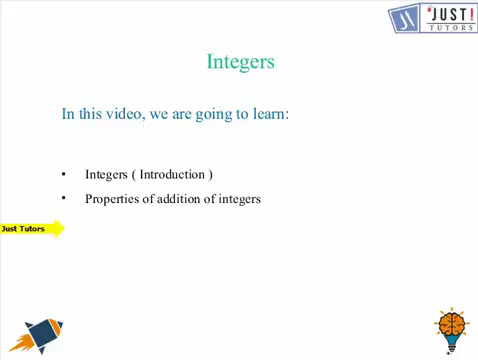 JUST!
TUTORS
Integers
In this video, we are going to learn:
• Integers ( Introduction )
• Properties of addition of integers
Just Tutors